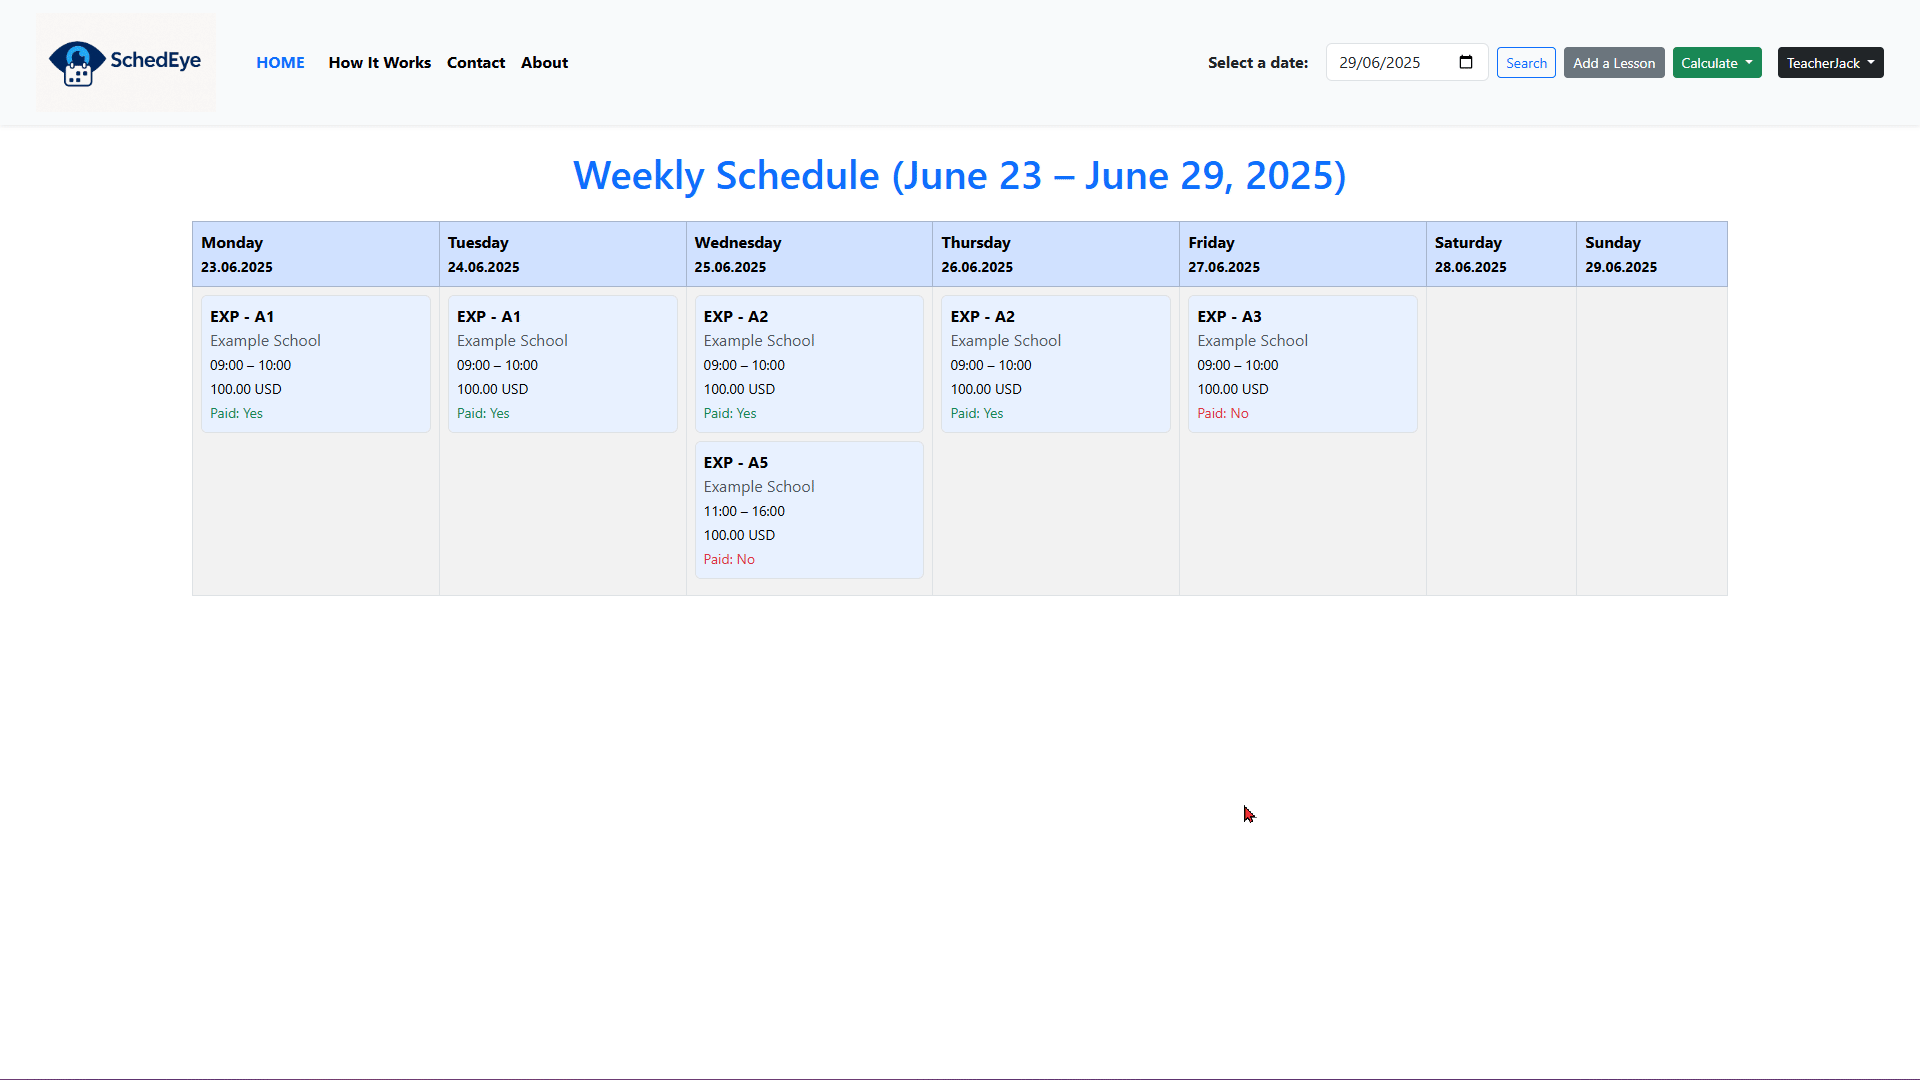 SchedEye
HOME How It Works Contact About
Select a date: 29/06/2025 Search Add a Lesson Calculate TeacherJack
Weekly Schedule (June 23 – June 29, 2025)
Monday
23.06.2025
Tuesday
24.06.2025
Wednesday
25.06.2025
Thursday
26.06.2025
Friday
27.06.2025
Saturday
28.06.2025
Sunday
29.06.2025
EXP - A1
Example School
09:00 – 10:00
100.00 USD
Paid: Yes
EXP - A1
Example School
09:00 – 10:00
100.00 USD
Paid: Yes
EXP - A2
Example School
09:00 – 10:00
100.00 USD
Paid: Yes
EXP - A5
Example School
11:00 – 16:00
100.00 USD
Paid: No
EXP - A2
Example School
09:00 – 10:00
100.00 USD
Paid: Yes
EXP - A3
Example School
09:00 – 10:00
100.00 USD
Paid: No